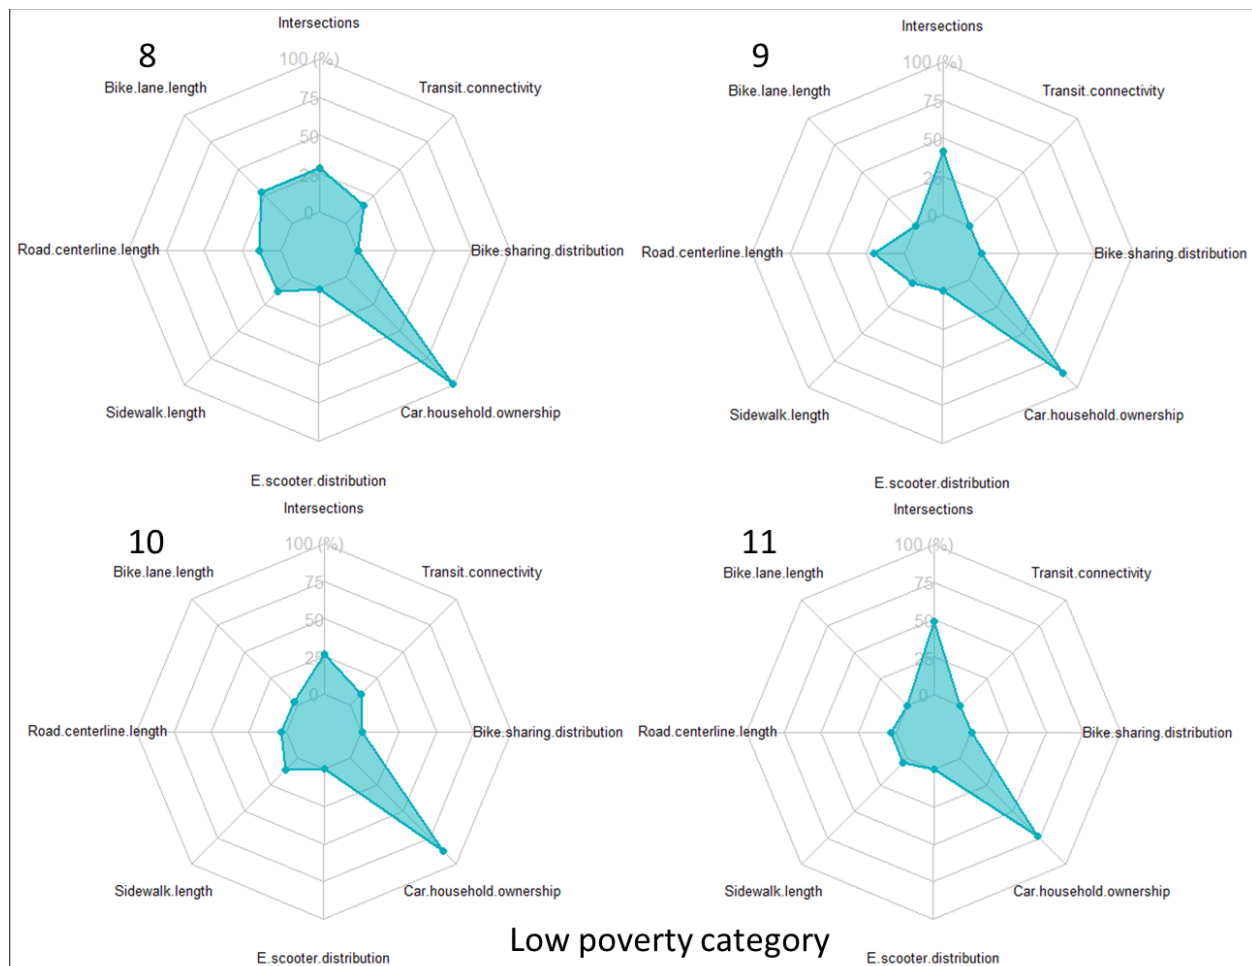 Intersections
8
100 (%)
Bike.lane.length
Transit.connectivity
75
50
25
0
Road.centerline.length
Bike.sharing.distribution
Sidewalk.length
Car.household.ownership
E.scooter.distribution
Intersections
9
100 (%)
Bike.lane.length
Transit.connectivity
75
50
25
0
Road.centerline.length
Bike.sharing.distribution
Sidewalk.length
Car.household.ownership
E.scooter.distribution
Intersections
10
100 (%)
Bike.lane.length
Transit.connectivity
75
50
25
0
Road.centerline.length
Bike.sharing.distribution
Sidewalk.length
Car.household.ownership
E.scooter.distribution
Intersections
11
100 (%)
Bike.lane.length
Transit.connectivity
75
50
25
0
Road.centerline.length
Bike.sharing.distribution
Sidewalk.length
Car.household.ownership
E.scooter.distribution
Low poverty category